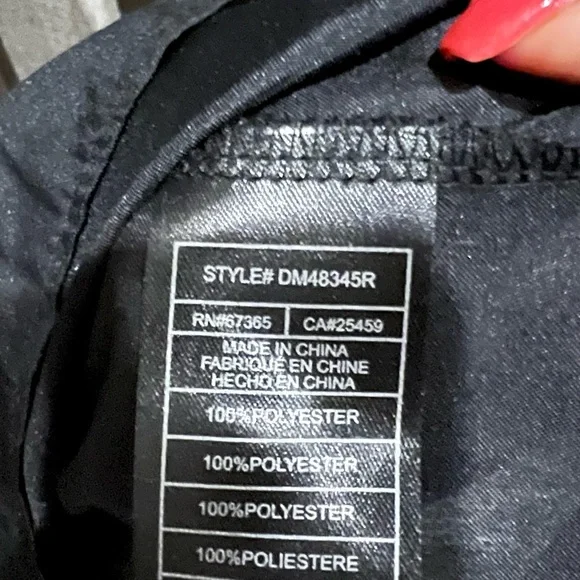 STYLE# DM48345R
RN#67365 CA#25459
MADE IN CHINA
FABRIQUÉ EN CHINE
HECHO EN CHINA
100%POLYESTER
100%POLYESTER
100%POLYESTER
100%POLIESTERE